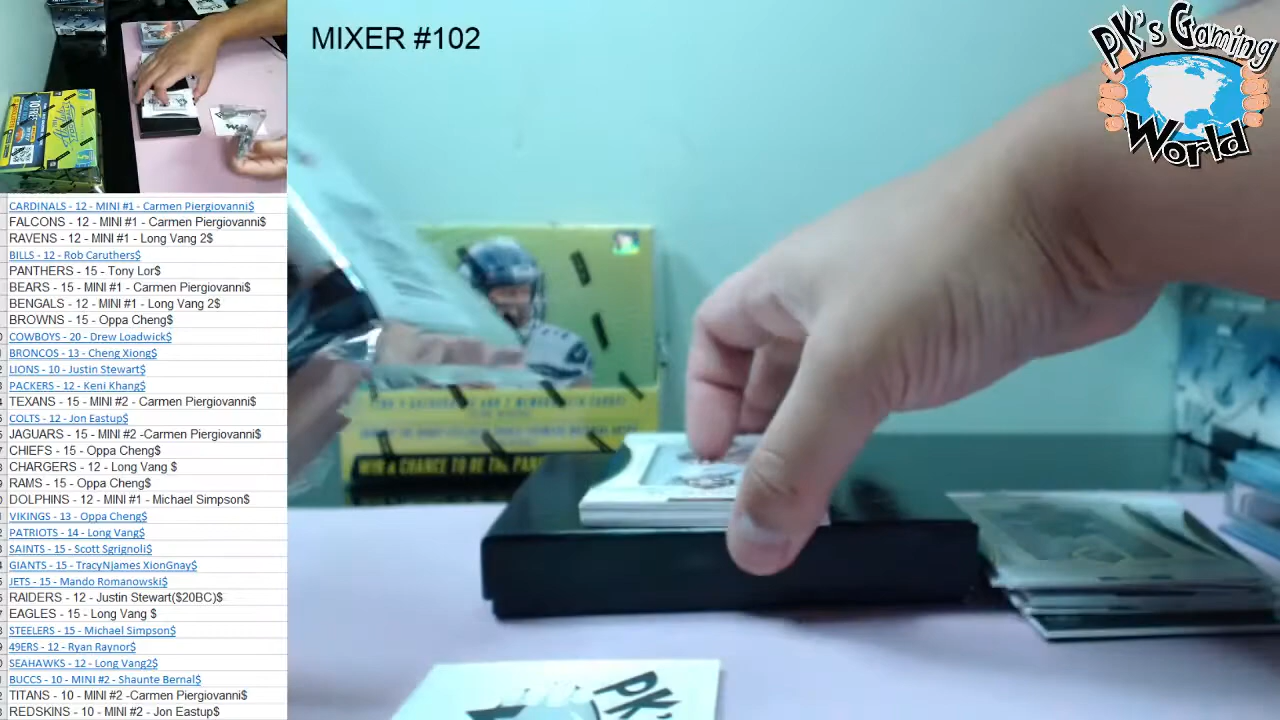 MIXER #102
PK's Gaming
World
CARDINALS - 12 - MINI #1 - Carmen Piergiovanni$
FALCONS - 12 - MINI #1 - Carmen Piergiovanni$
RAVENS - 12 - MINI #1 - Long Vang 2$
BILLS - 12 - Rob Caruthers$
PANTHERS - 15 - Tony Lor$
BEARS - 15 - MINI #1 - Carmen Piergiovanni$
BENGALS - 12 - MINI #1 - Long Vang 2$
BROWNS - 15 - Oppa Cheng$
COWBOYS - 20 - Drew Loadwick$
BRONCOS - 13 - Cheng Xiong$
LIONS - 10 - Justin Stewart$
PACKERS - 12 - Keni Khang$
TEXANS - 15 - MINI #2 - Carmen Piergiovanni$
COLTS - 12 - Jon Eastup$
JAGUARS - 15 - MINI #2 -Carmen Piergiovanni$
CHIEFS - 15 - Oppa Cheng$
CHARGERS - 12 - Long Vang $
RAMS - 15 - Oppa Cheng$
DOLPHINS - 12 - MINI #1 - Michael Simpson$
VIKINGS - 13 - Oppa Cheng$
PATRIOTS - 14 - Long Vang$
SAINTS - 15 - Scott Sgrignoli$
GIANTS - 15 - TracyNJames XionGnay$
JETS - 15 - Mando Romanowski$
RAIDERS - 12 - Justin Stewart($20BC)$
EAGLES - 15 - Long Vang $
STEELERS - 15 - Michael Simpson$
49ERS - 12 - Ryan Raynor$
SEAHAWKS - 12 - Long Vang2$
BUCCS - 10 - MINI #2 - Shaunte Bernal$
TITANS - 10 - MINI #2 -Carmen Piergiovanni$
REDSKINS - 10 - MINI #2 - Jon Eastup$
WIN A CHANCE TO BE THE
PK's